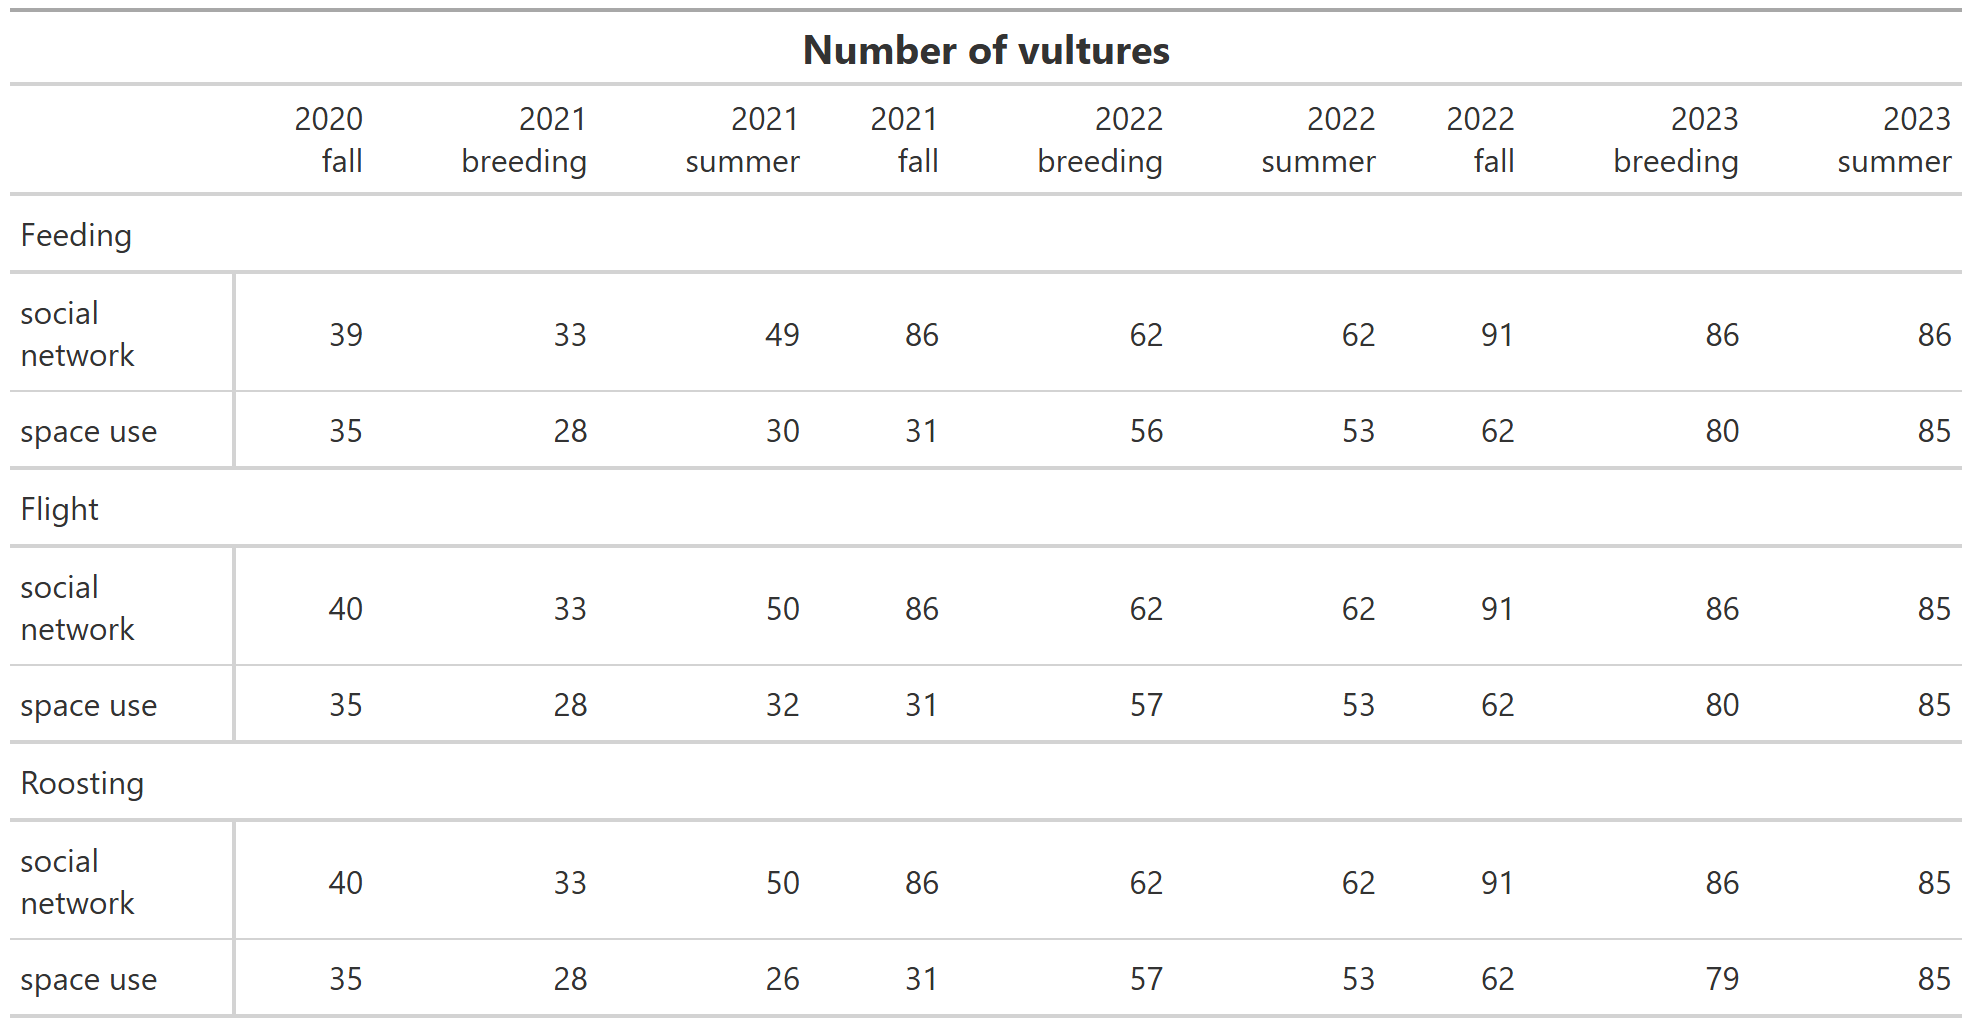 Number of vultures
2020 2021 2021 2021 2022 2022 2022 2023 2023
fall breeding summer fall breeding summer fall breeding summer
Feeding
social
network 39 33 49 86 62 62 91 86 86
space use 35 28 30 31 56 53 62 80 85
Flight
social
network 40 33 50 86 62 62 91 86 85
space use 35 28 32 31 57 53 62 80 85
Roosting
social
network 40 33 50 86 62 62 91 86 85
space use 35 28 26 31 57 53 62 79 85